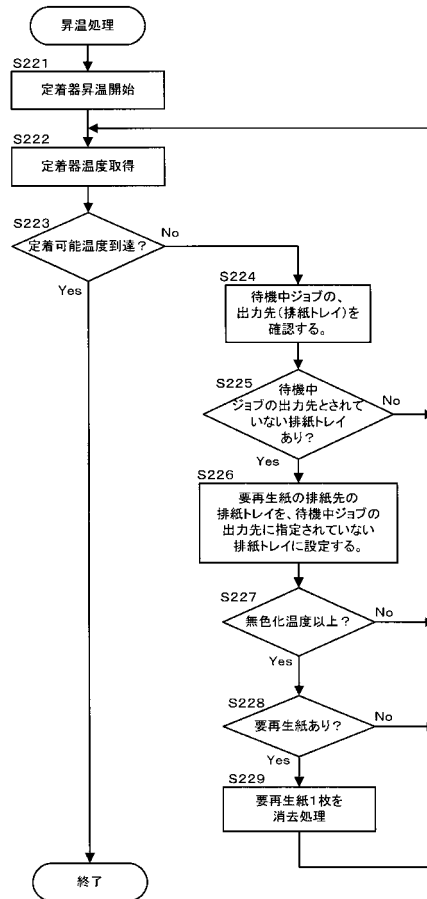 昇温処理
S221
定着器昇温開始
S222
定着器温度取得
S223
定着可能温度到達？
No
Yes
S224
待機中ジョブの、
出力先(排紙トレイ)を
確認する。
S225
待機中
ジョブの出力先とされて
いない排紙トレイ
あり？
No
Yes
S226
要再生紙の排紙先の
排紙トレイを、待機中ジョブの
出力先に指定されていない
排紙トレイに設定する。
S227
無色化温度以上？
No
Yes
S228
要再生紙あり？
No
Yes
S229
要再生紙1枚を
消去処理
終了